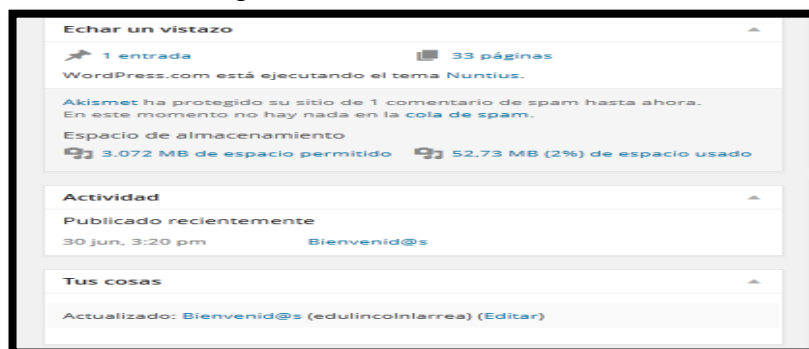 Echar un vistazo
1 entrada 33 páginas
WordPress.com está ejecutando el tema Nuntius.
Akismet ha protegido su sitio de 1 comentario de spam hasta ahora.
En este momento no hay nada en la cola de spam.
Espacio de almacenamiento
3.072 MB de espacio permitido 52,73 MB (2%) de espacio usado
Actividad
Publicado recientemente
30 jun, 3:20 pm Bienvenid@s
Tus cosas
Actualizado: Bienvenid@s (edulincolnlarrea) (Editar)